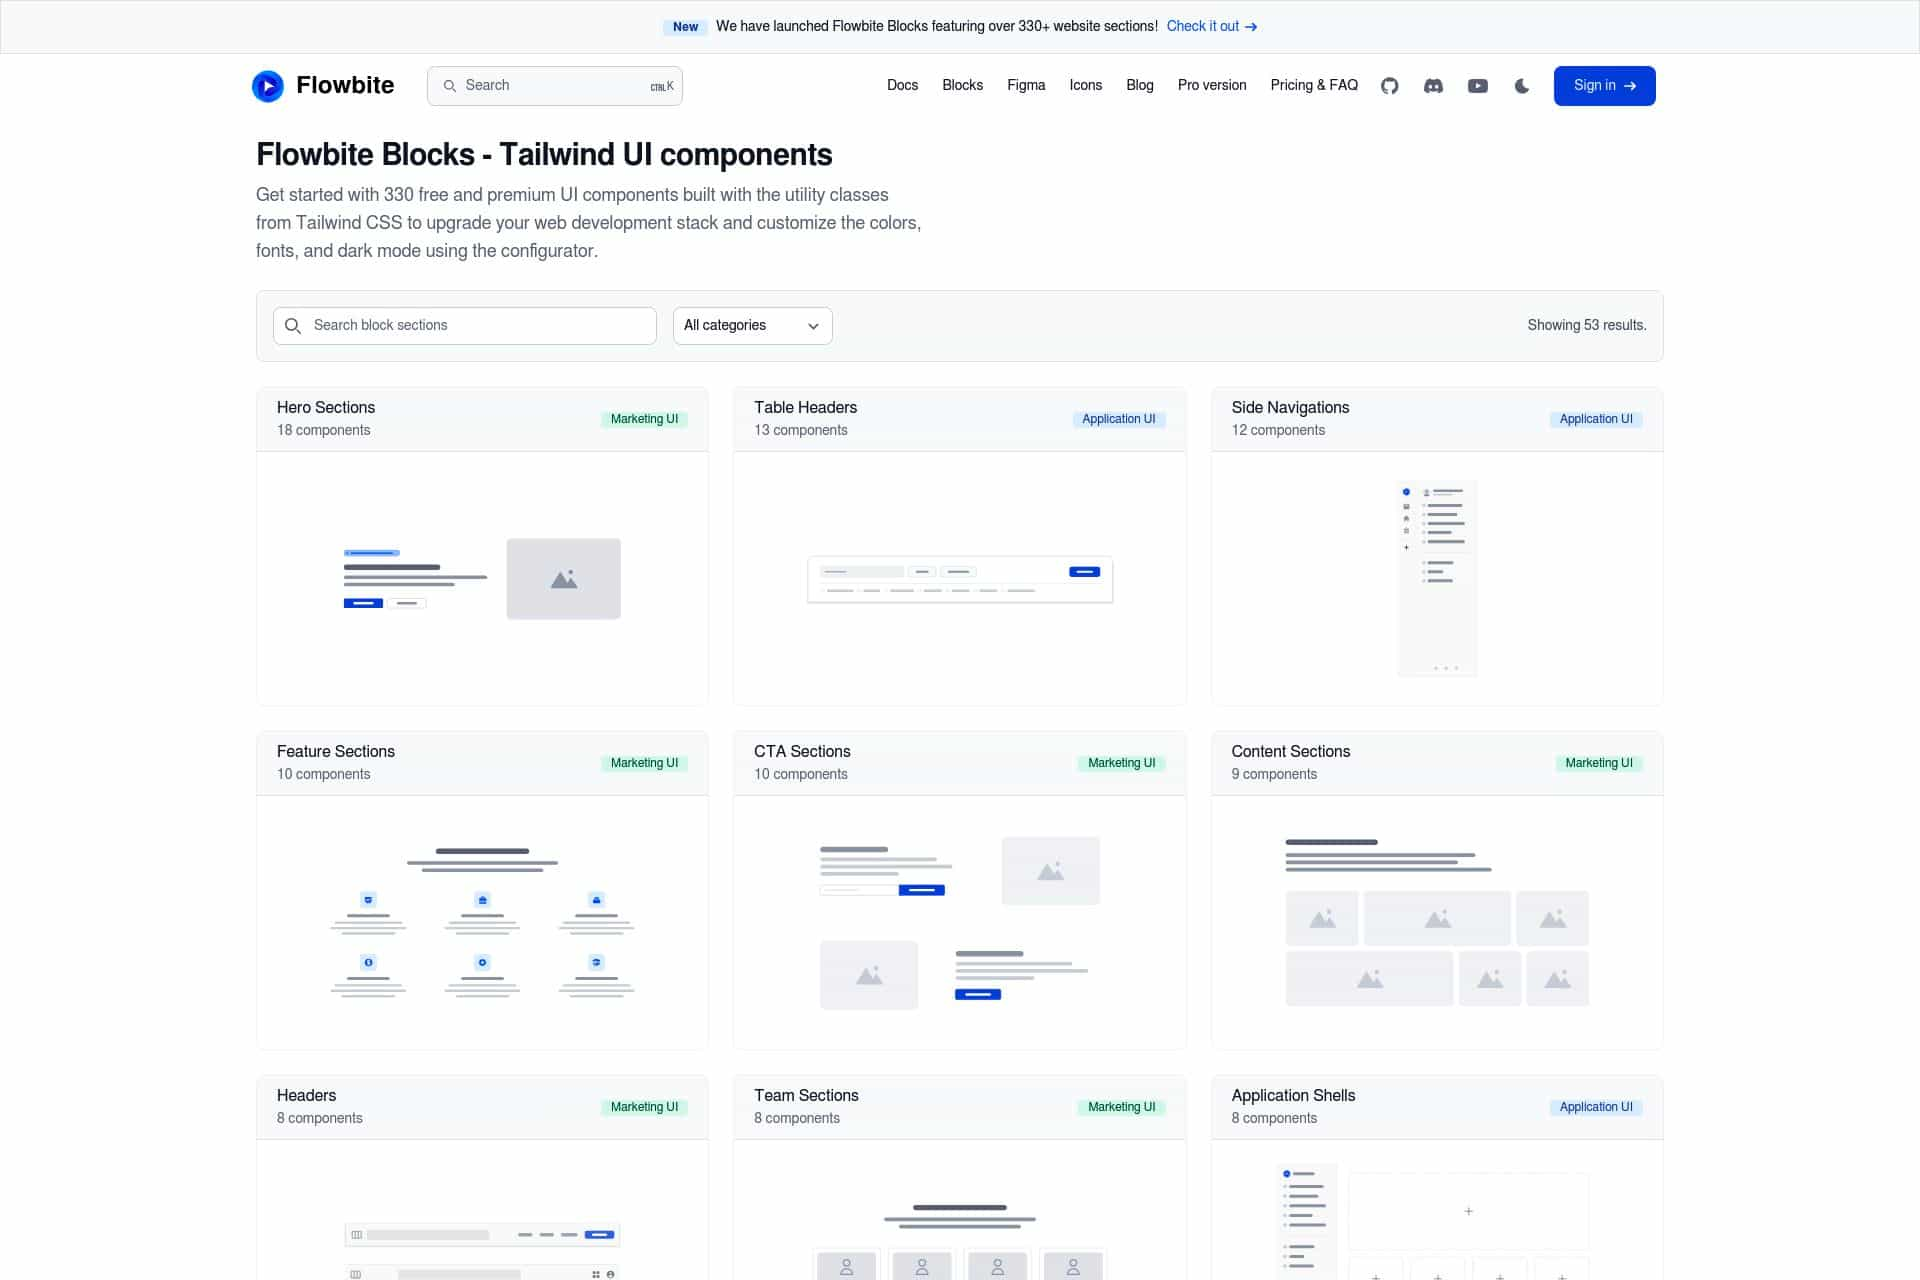 New We have launched Flowbite Blocks featuring over 330+ website sections! Check it out
Flowbite
Search
CTRL K
Docs
Blocks
Figma
Icons
Blog
Pro version
Pricing & FAQ
Sign in
Flowbite Blocks - Tailwind UI components
Get started with 330 free and premium UI components built with the utility classes
from Tailwind CSS to upgrade your web development stack and customize the colors,
fonts, and dark mode using the configurator.
Search block sections
All categories
Showing 53 results.
Hero Sections
18 components
Marketing UI
Table Headers
13 components
Application UI
Side Navigations
12 components
Application UI
Feature Sections
10 components
Marketing UI
CTA Sections
10 components
Marketing UI
Content Sections
9 components
Marketing UI
Headers
8 components
Marketing UI
Team Sections
8 components
Marketing UI
Application Shells
8 components
Application UI